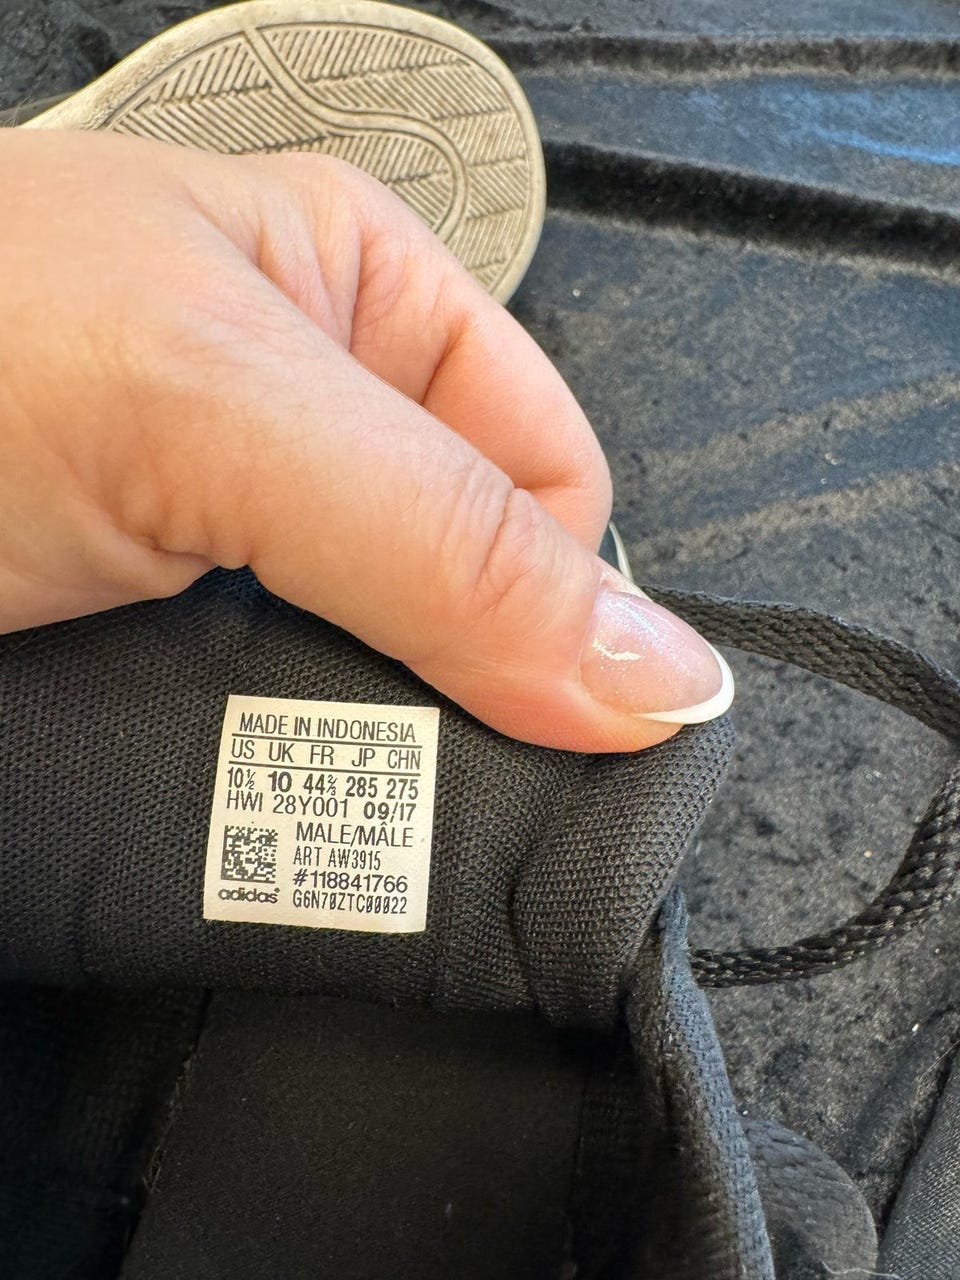 MADE IN INDONESIA
US UK FR JP CHN
10½ 10 44⅔ 285 275
HWI 28Y001 09/17
MALE/MÂLE
ART AW3915
#118841766
adidas G6N70ZTC00022